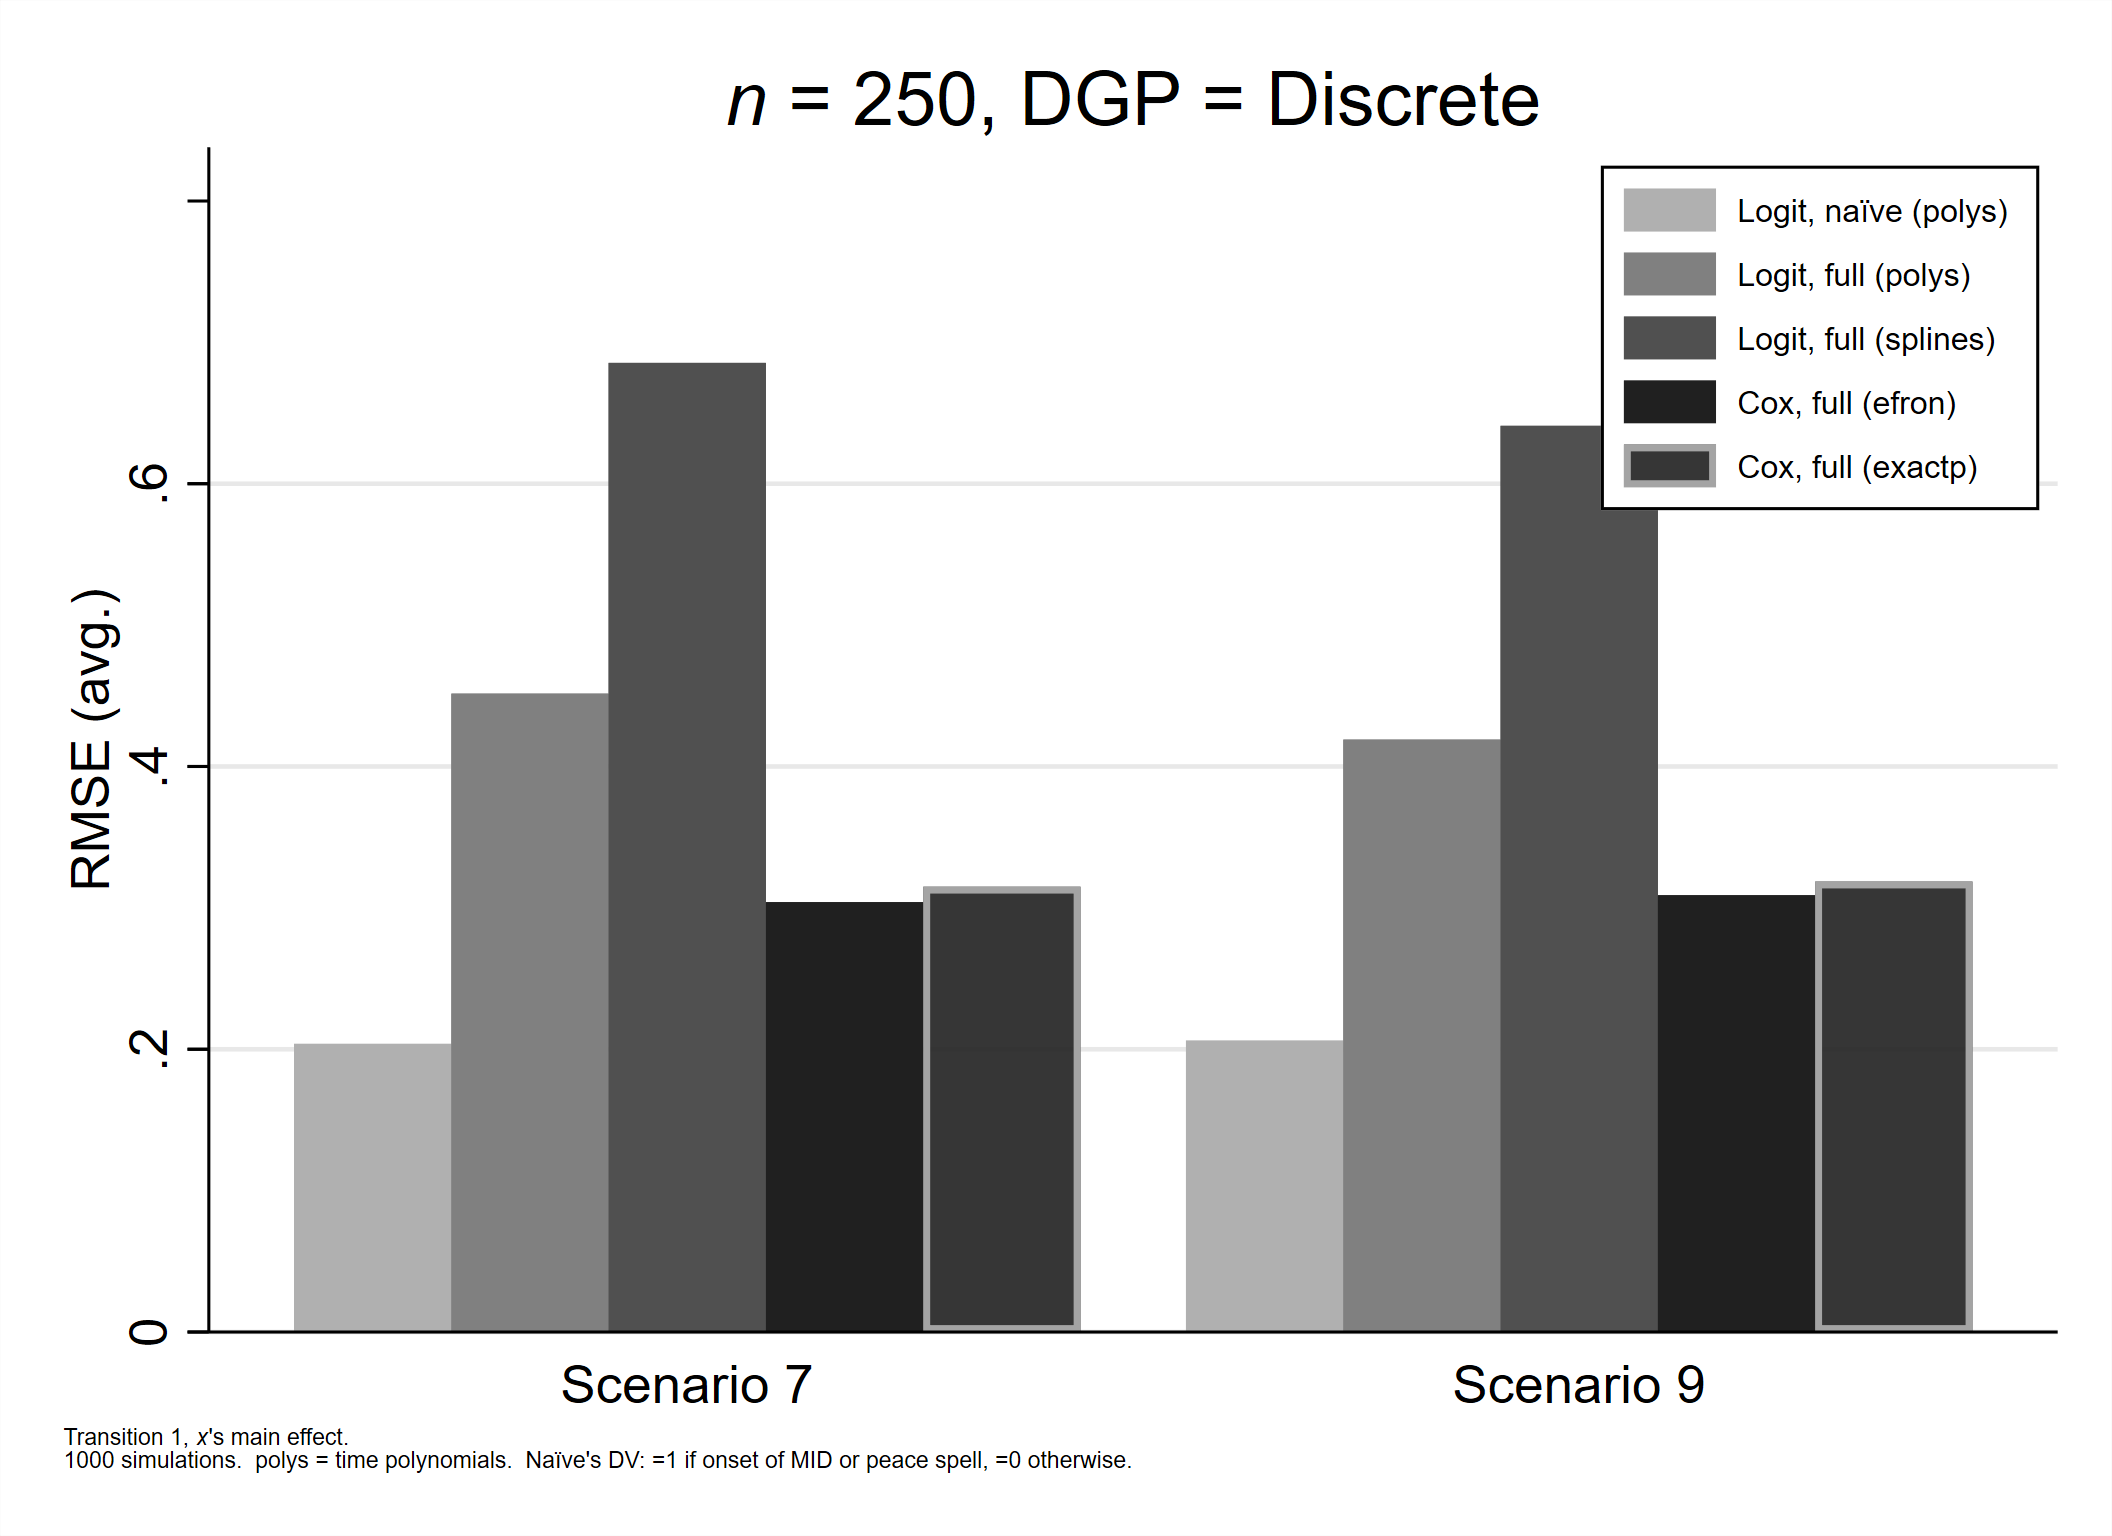 n = 250, DGP = Discrete
Logit, naïve (polys)
Logit, full (polys)
Logit, full (splines)
Cox, full (efron)
Cox, full (exactp)
RMSE (avg.)
.6
.4
.2
0
Scenario 7
Scenario 9
Transition 1, x's main effect.
1000 simulations.  polys = time polynomials.  Naïve's DV: =1 if onset of MID or peace spell, =0 otherwise.